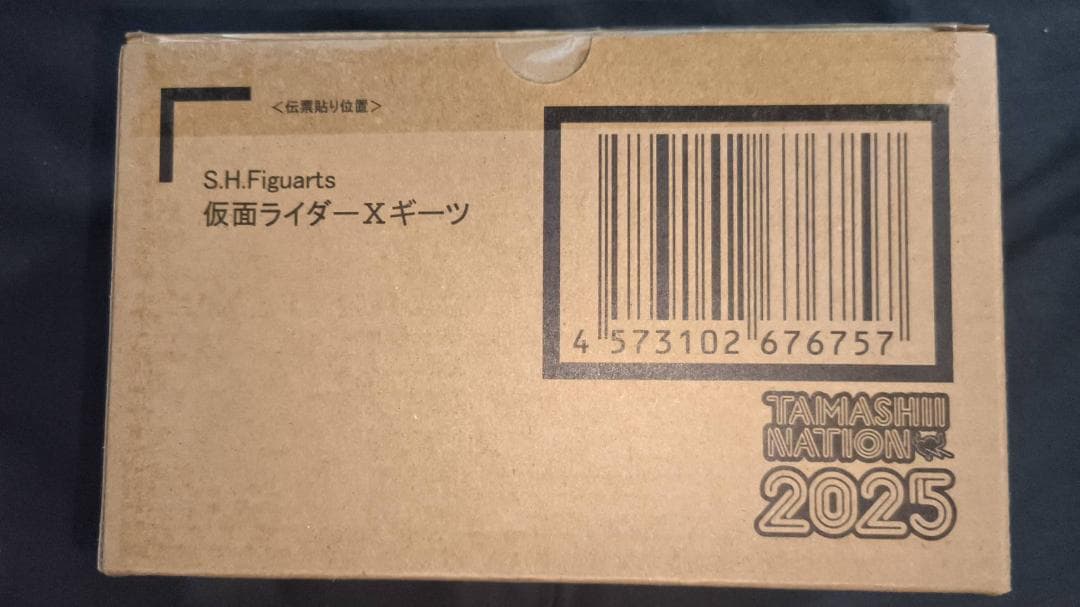 <伝票貼り位置>
S.H.Figuarts
仮面ライダーXギーツ
4 573102 676757
TAMASHII
NATION
2025